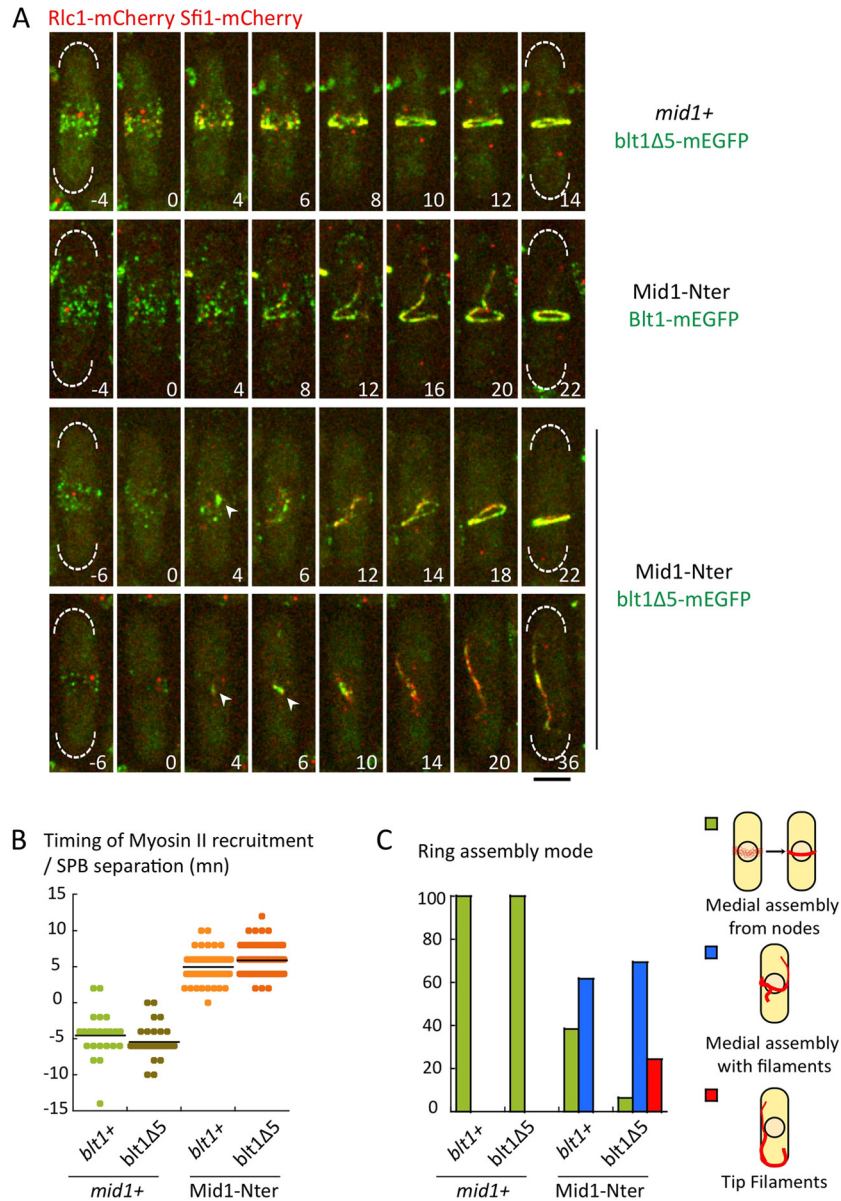 A
Rlc1-mCherry Sfi1-mCherry
-4 0 4 6 8 10 12 14
mid1+
blt1Δ5-mEGFP
-4 0 4 8 12 16 20 22
Mid1-Nter
Blt1-mEGFP
-6 0 4 6 12 14 18 22
Mid1-Nter
blt1Δ5-mEGFP
-6 0 4 6 10 14 20 36
B
Timing of Myosin II recruitment
/ SPB separation (mn)
15
10
5
0
-5
-10
-15
blt1+
blt1Δ5
blt1+
blt1Δ5
mid1+
Mid1-Nter
C
Ring assembly mode
100
80
60
40
20
0
blt1+
blt1Δ5
blt1+
blt1Δ5
mid1+
Mid1-Nter
Medial assembly
from nodes
Medial assembly
with filaments
Tip Filaments